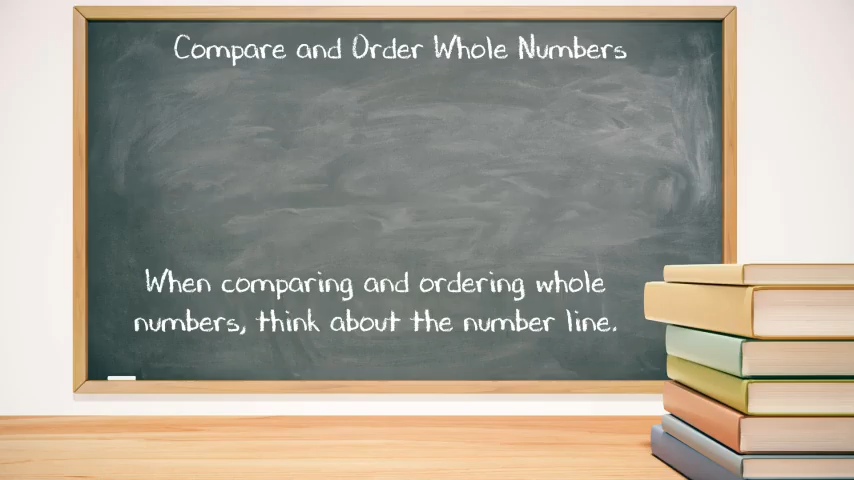 Compare and Order Whole Numbers
When comparing and ordering whole
numbers, think about the number line.